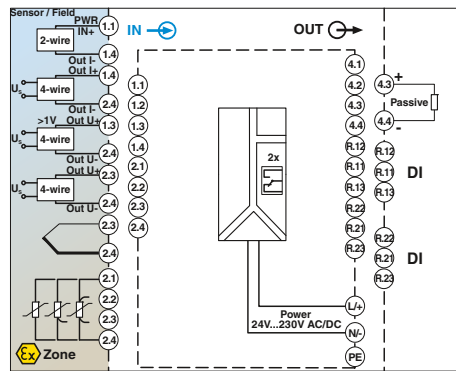 Sensor / Field
PWR
IN+
1.1
2-wire
1.4
Out I-
Out I+
1.4
Us
4-wire
2.4
Out I-
>1V
Out U+
1.3
Us
4-wire
2.4
Out U-
Out U+
2.3
Us
4-wire
2.4
Out U-
2.3
2.4
2.1
2.2
2.3
2.4
Ex
Zone
IN
OUT
1.1
1.2
1.3
1.4
2.1
2.2
2.3
2.4
2x
Power
24V...230V AC/DC
4.1
4.2
4.3
4.4
R.12
R.11
R.13
R.22
R.21
R.23
L/+
N/-
PE
4.3
+
Passive
4.4
-
R.12
R.11
DI
R.13
R.22
R.21
DI
R.23